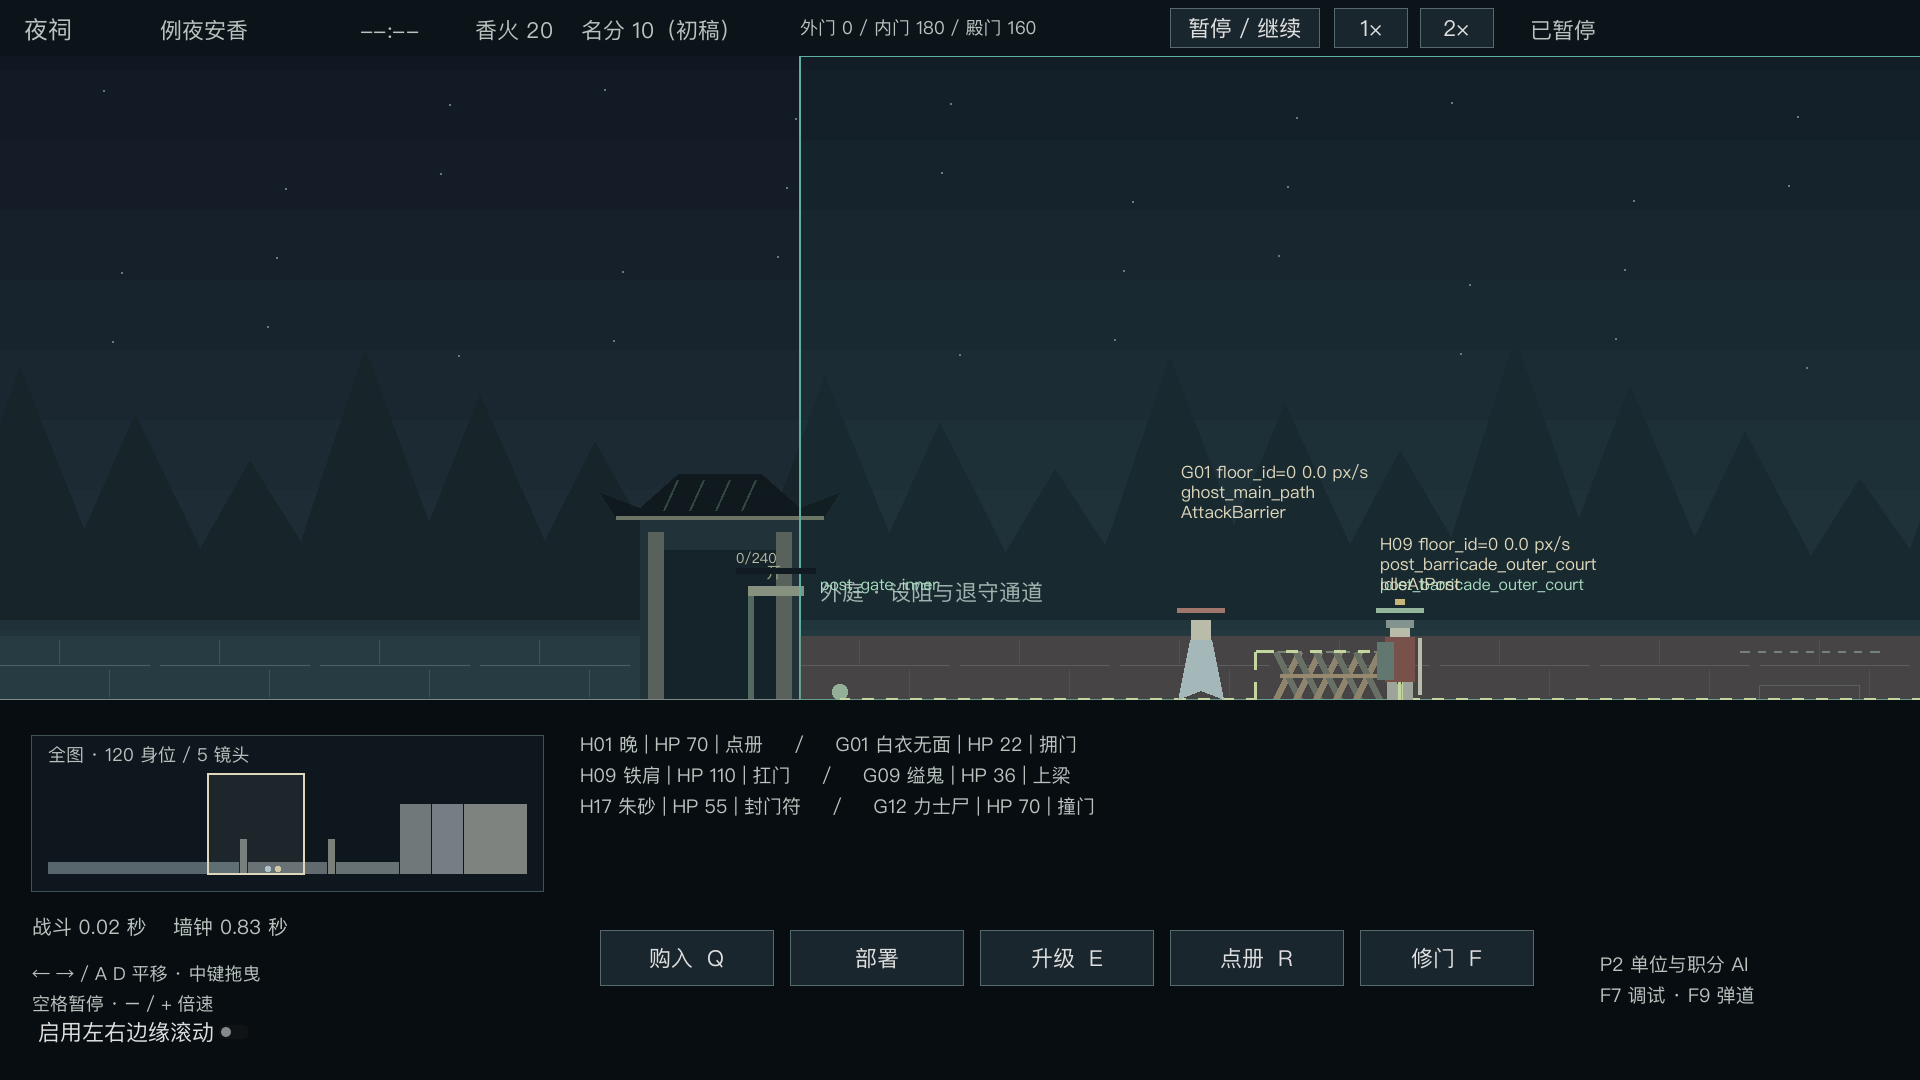 夜祠
例夜安香
--:--
香火 20
名分 10（初稿）
外门 0 / 内门 180 / 殿门 160
暂停 / 继续
1×
2×
已暂停
G01 floor_id=0 0.0 px/s
ghost_main_path
AttackBarrier
H09 floor_id=0 0.0 px/s
post_barricade_outer_court
IdleAtPost
post_barricade_outer_court
0/240
开
post_gate_inner
外庭 · 设阻与退守通道
全图 · 120 身位 / 5 镜头
H01 晚 | HP 70 | 点册 / G01 白衣无面 | HP 22 | 拥门
H09 铁肩 | HP 110 | 扛门 / G09 缢鬼 | HP 36 | 上梁
H17 朱砂 | HP 55 | 封门符 / G12 力士尸 | HP 70 | 撞门
战斗 0.02 秒 墙钟 0.83 秒
←→ / A D 平移 · 中键拖曳
空格暂停 · − / + 倍速
启用左右边缘滚动
购入 Q
部署
升级 E
点册 R
修门 F
P2 单位与职分 AI
F7 调试 · F9 弹道